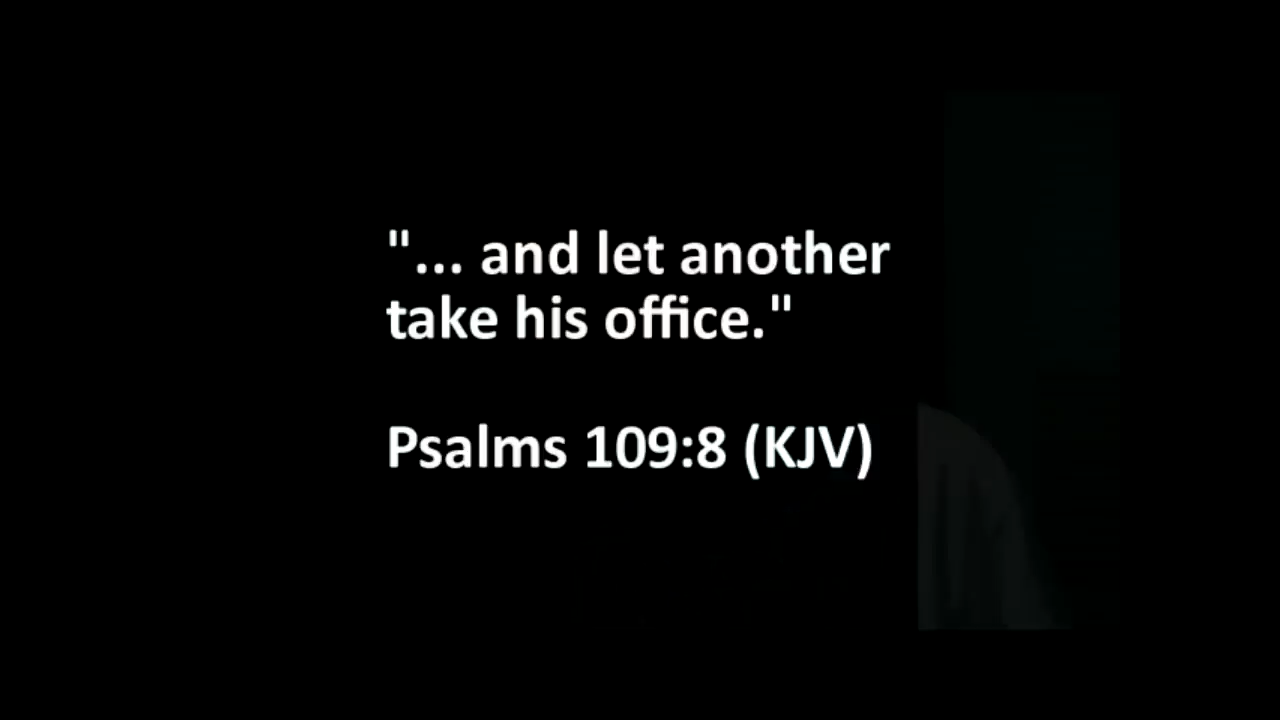 "... and let another
take his office."
Psalms 109:8 (KJV)